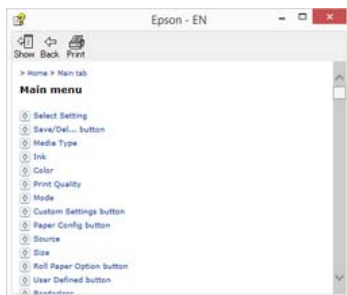 Epson - EN
Show Back Print
> Home > Main tab
Main menu
Select Setting
Save/Del... button
Media Type
Ink
Color
Print Quality
Mode
Custom Settings button
Paper Config button
Source
Size
Roll Paper Option button
User Defined button
Borderless